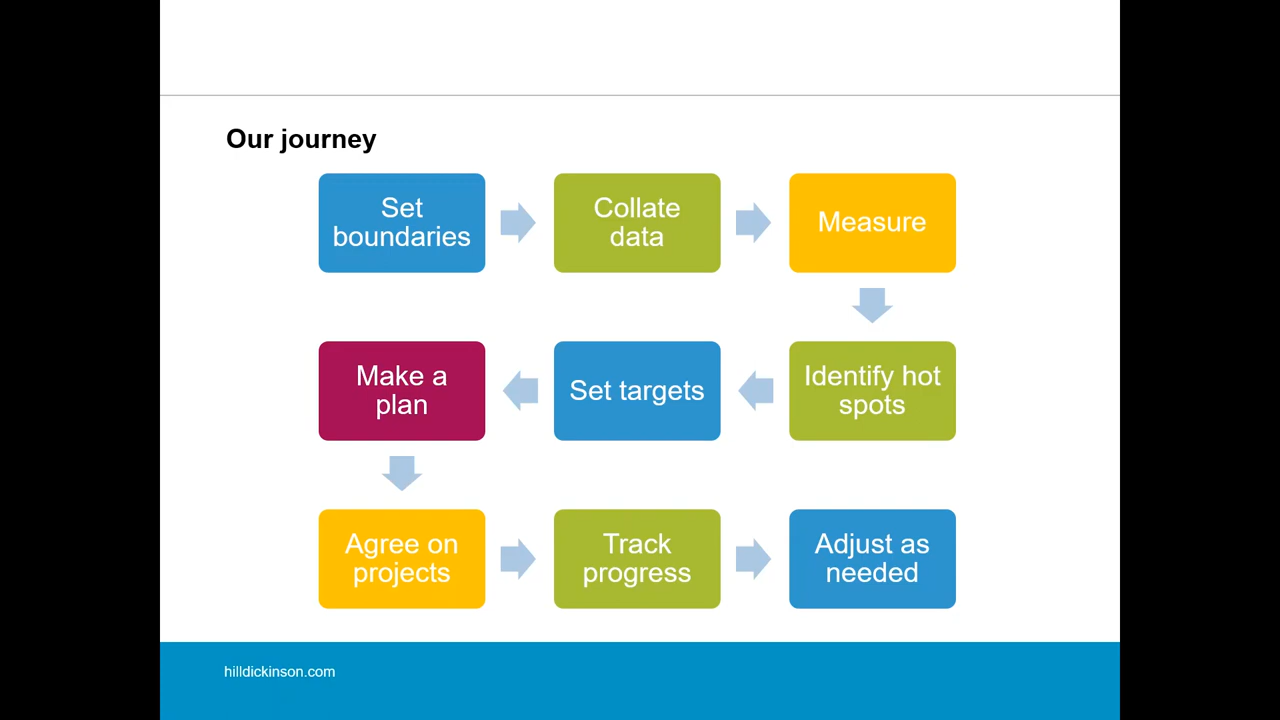 Our journey
Set
boundaries
Collate
data
Measure
Identify hot
spots
Set targets
Make a
plan
Agree on
projects
Track
progress
Adjust as
needed
hilldickinson.com